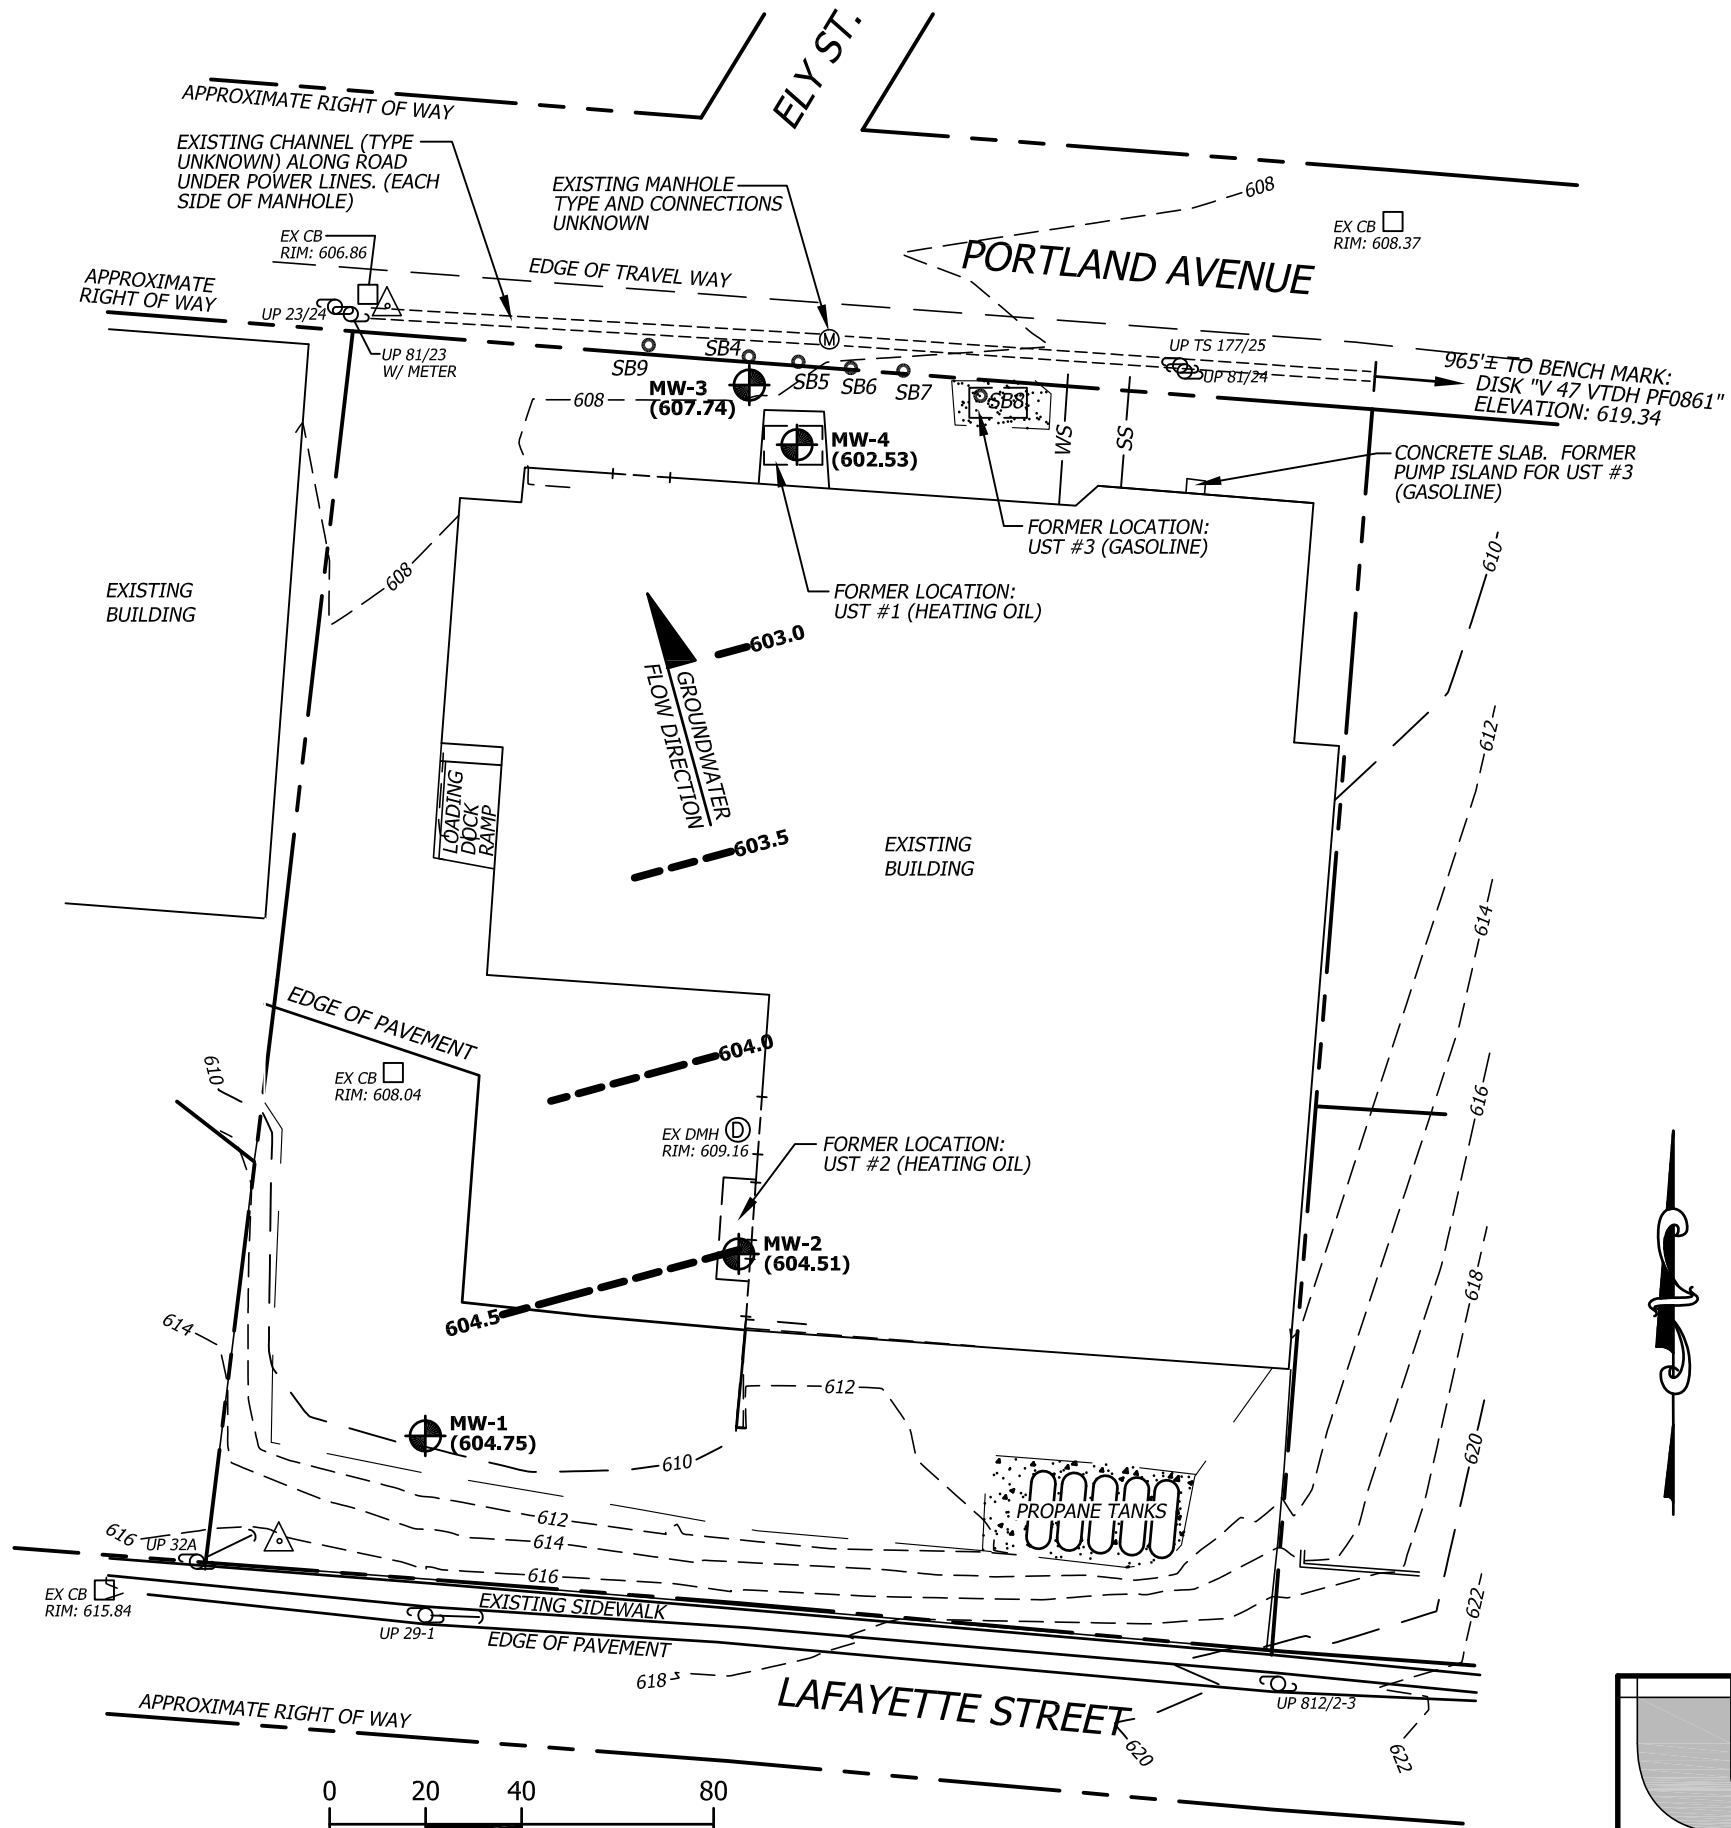 ELY ST.
APPROXIMATE RIGHT OF WAY
EXISTING CHANNEL (TYPE
UNKNOWN) ALONG ROAD
UNDER POWER LINES. (EACH
SIDE OF MANHOLE)
EXISTING MANHOLE
TYPE AND CONNECTIONS
UNKNOWN
608
EX CB
RIM: 608.37
EX CB
RIM: 606.86
PORTLAND AVENUE
EDGE OF TRAVEL WAY
APPROXIMATE
RIGHT OF WAY
UP 23/24
M
UP 81/23
W/ METER
SB9
SB4
SB5
SB6
SB7
SB8
UP TS 177/25
UP 81/24
965'± TO BENCH MARK:
DISK "V 47 VTDH PF0861"
ELEVATION: 619.34
MW-3
(607.74)
608
MW-4
(602.53)
WS
SS
CONCRETE SLAB. FORMER
PUMP ISLAND FOR UST #3
(GASOLINE)
FORMER LOCATION:
UST #3 (GASOLINE)
610
608
EXISTING
BUILDING
FORMER LOCATION:
UST #1 (HEATING OIL)
603.0
GROUNDWATER
FLOW DIRECTION
612
LOADING
DOCK
RAMP
603.5
EXISTING
BUILDING
614
EDGE OF PAVEMENT
604.0
610
EX CB
RIM: 608.04
616
EX DMH
RIM: 609.16
D
FORMER LOCATION:
UST #2 (HEATING OIL)
MW-2
(604.51)
618
604.5
614
612
MW-1
(604.75)
610
620
PROPANE TANKS
612
614
616
616
UP 32A
EX CB
RIM: 615.84
EXISTING SIDEWALK
UP 29-1
EDGE OF PAVEMENT
622
618
LAFAYETTE STREET
UP 812/2-3
APPROXIMATE RIGHT OF WAY
620
622
0 20 40 80